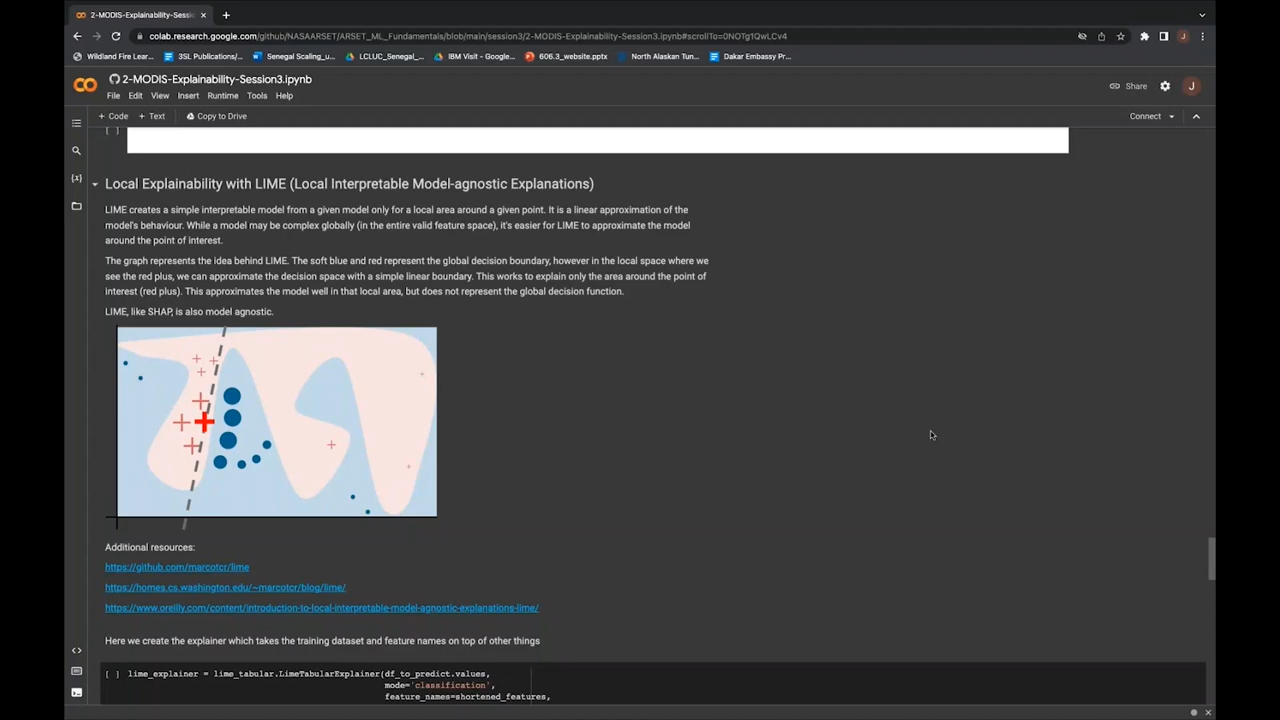 2-MODIS-Explainability-Sessi
colab.research.google.com/github/NASAARSET/ARSET_ML_Fundamentals/blob/main/session3/2-MODIS-Explainability-Session3.ipynb#scrollTo=0NOTg1QwLCv4
Wildland Fire Lear... 3SL Publications/... Senegal Scaling_u... LCLUC_Senegal_... IBM Visit - Google... 606.3_website.pptx North Alaskan Tun... Dakar Embassy Pr...
2-MODIS-Explainability-Session3.ipynb
File Edit View Insert Runtime Tools Help
Share J
+ Code + Text Copy to Drive Connect
[ ]
Local Explainability with LIME (Local Interpretable Model-agnostic Explanations)
LIME creates a simple interpretable model from a given model only for a local area around a given point. It is a linear approximation of the
model's behaviour. While a model may be complex globally (in the entire valid feature space), it's easier for LIME to approximate the model
around the point of interest.
The graph represents the idea behind LIME. The soft blue and red represent the global decision boundary, however in the local space where we
see the red plus, we can approximate the decision space with a simple linear boundary. This works to explain only the area around the point of
interest (red plus). This approximates the model well in that local area, but does not represent the global decision function.
LIME, like SHAP, is also model agnostic.
Additional resources:
https://github.com/marcotcr/lime
https://homes.cs.washington.edu/~marcotcr/blog/lime/
https://www.oreilly.com/content/introduction-to-local-interpretable-model-agnostic-explanations-lime/
Here we create the explainer which takes the training dataset and feature names on top of other things
[ ] lime_explainer = lime_tabular.LimeTabularExplainer(df_to_predict.values,
mode='classification',
feature_names=shortened_features,